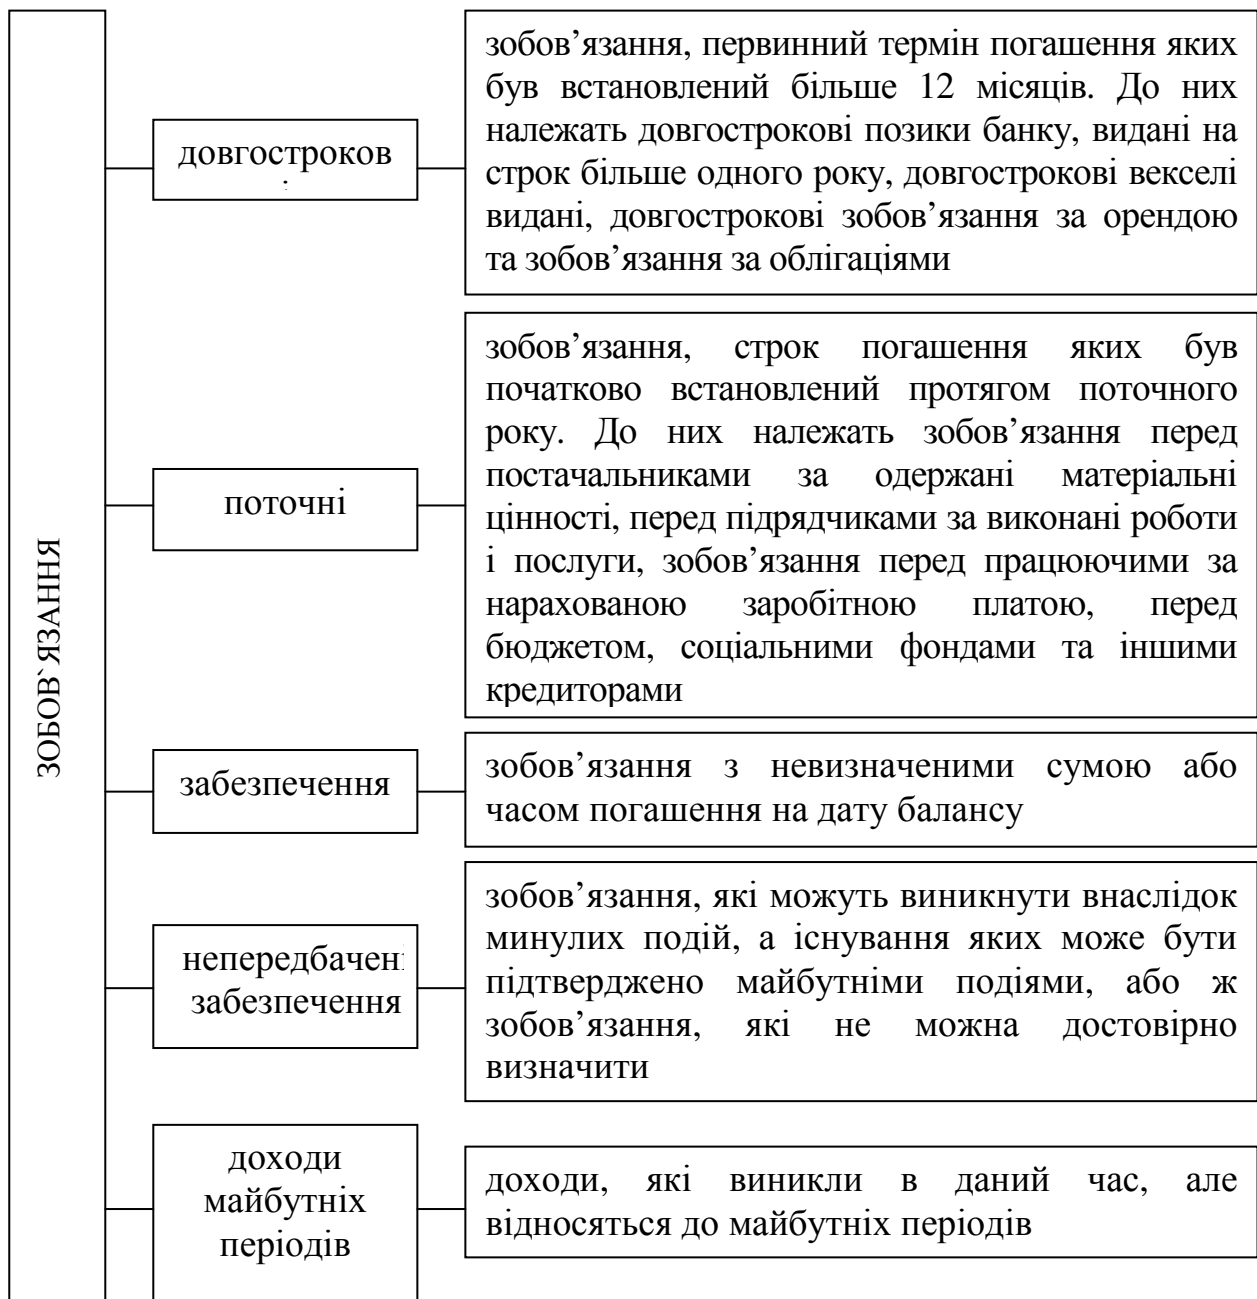 ЗОБОВ`ЯЗАННЯ
довгостроков
і
зобов’язання, первинний термін погашення яких
був встановлений більше 12 місяців. До них
належать довгострокові позики банку, видані на
строк більше одного року, довгострокові векселі
видані, довгострокові зобов’язання за орендою
та зобов’язання за облігаціями
поточні
зобов’язання, строк погашення яких був
початково встановлений протягом поточного
року. До них належать зобов’язання перед
постачальниками за одержані матеріальні
цінності, перед підрядчиками за виконані роботи
і послуги, зобов’язання перед працюючими за
нарахованою заробітною платою, перед
бюджетом, соціальними фондами та іншими
кредиторами
забезпечення
зобов’язання з невизначеними сумою або
часом погашення на дату балансу
непередбачені
забезпечення
зобов’язання, які можуть виникнути внаслідок
минулих подій, а існування яких може бути
підтверджено майбутніми подіями, або ж
зобов’язання, які не можна достовірно
визначити
доходи
майбутніх
періодів
доходи, які виникли в даний час, але
відносяться до майбутніх періодів